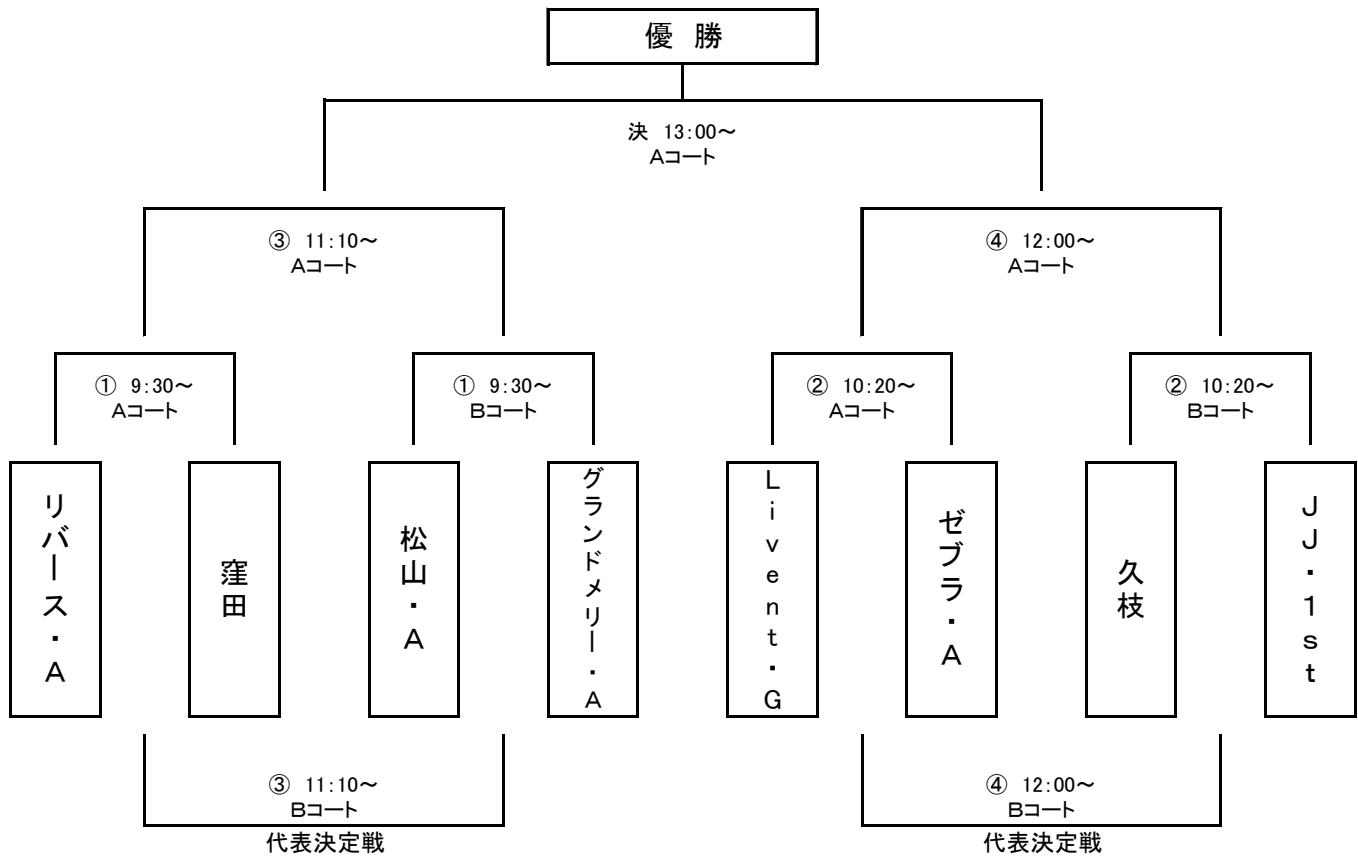 優 勝
決 13:00～
Aコート
③ 11:10～
Aコート
④ 12:00～
Aコート
① 9:30～
Aコート
① 9:30～
Bコート
② 10:20～
Aコート
② 10:20～
Bコート
リバース・A
窪田
松山・A
グランドメリー・A
Livent・G
ゼブラ・A
久枝
JJ・1st
③ 11:10～
Bコート
代表決定戦
④ 12:00～
Bコート
代表決定戦